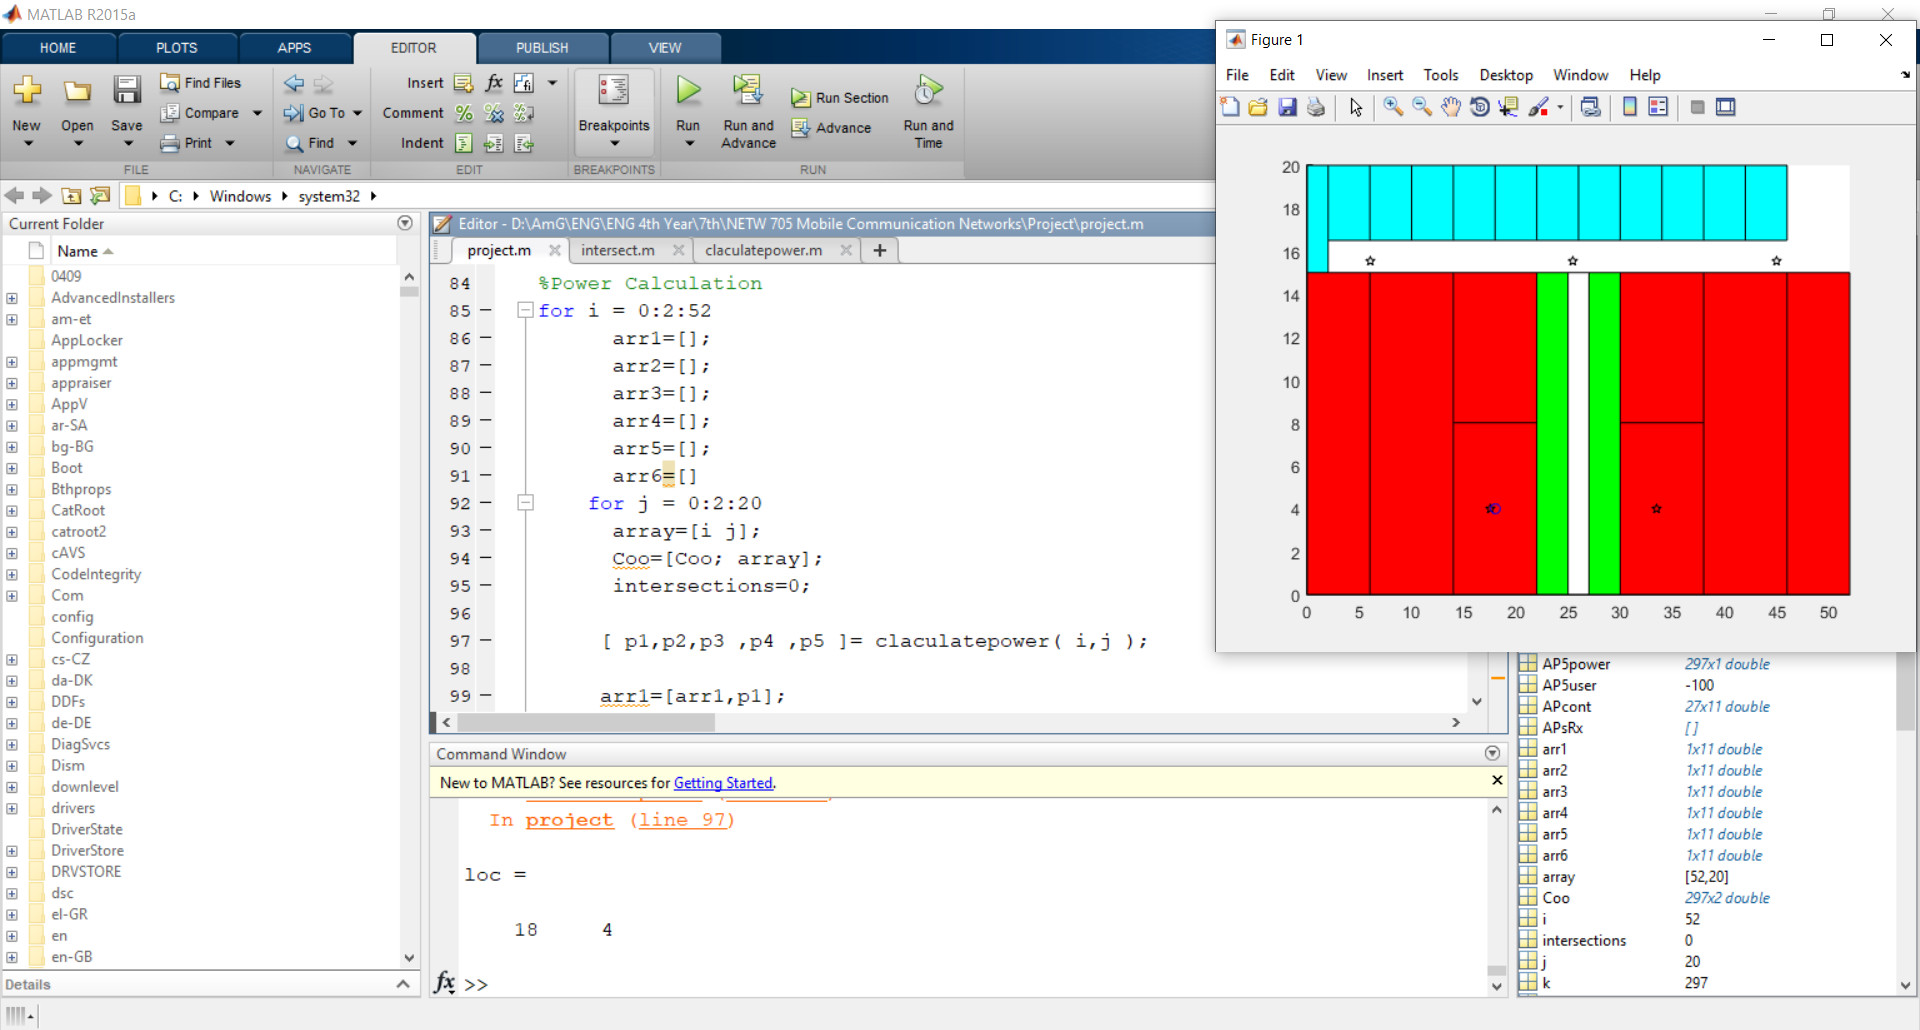 MATLAB R2015a
HOME PLOTS APPS EDITOR PUBLISH VIEW
New Open Save Find Files Compare Print
FILE
Go To Find
NAVIGATE
Insert fx
Comment
Indent
EDIT
Breakpoints
BREAKPOINTS
Run Run and Advance Run Section Advance Run and Time
RUN
C: Windows system32
Current Folder
Name
0409
AdvancedInstallers
am-et
AppLocker
appmgmt
appraiser
AppV
ar-SA
bg-BG
Boot
Bthprops
CatRoot
catroot2
cAVS
CodeIntegrity
Com
config
Configuration
cs-CZ
da-DK
DDFs
de-DE
DiagSvcs
Dism
downlevel
drivers
DriverState
DriverStore
DRVSTORE
dsc
el-GR
en
en-GB
Details
Editor - D:\AmG\ENG\ENG 4th Year\7th\NETW 705 Mobile Communication Networks\Project\project.m
project.m intersect.m claculatepower.m +
84 %Power Calculation
85 – for i = 0:2:52
86 – arr1=[];
87 – arr2=[];
88 – arr3=[];
89 – arr4=[];
90 – arr5=[];
91 – arr6=[]
92 – for j = 0:2:20
93 – array=[i j];
94 – Coo=[Coo; array];
95 – intersections=0;
96
97 – [ p1,p2,p3 ,p4 ,p5 ]= claculatepower( i,j );
98
99 – arr1=[arr1,p1];
Command Window
New to MATLAB? See resources for Getting Started.
In project (line 97)
loc =
18 4
fx >>
Figure 1
File Edit View Insert Tools Desktop Window Help
20
18
16
14
12
10
8
6
4
2
0
0 5 10 15 20 25 30 35 40 45 50
AP5power 297x1 double
AP5user -100
APcont 27x11 double
APsRx []
arr1 1x11 double
arr2 1x11 double
arr3 1x11 double
arr4 1x11 double
arr5 1x11 double
arr6 1x11 double
array [52,20]
Coo 297x2 double
i 52
intersections 0
j 20
k 297